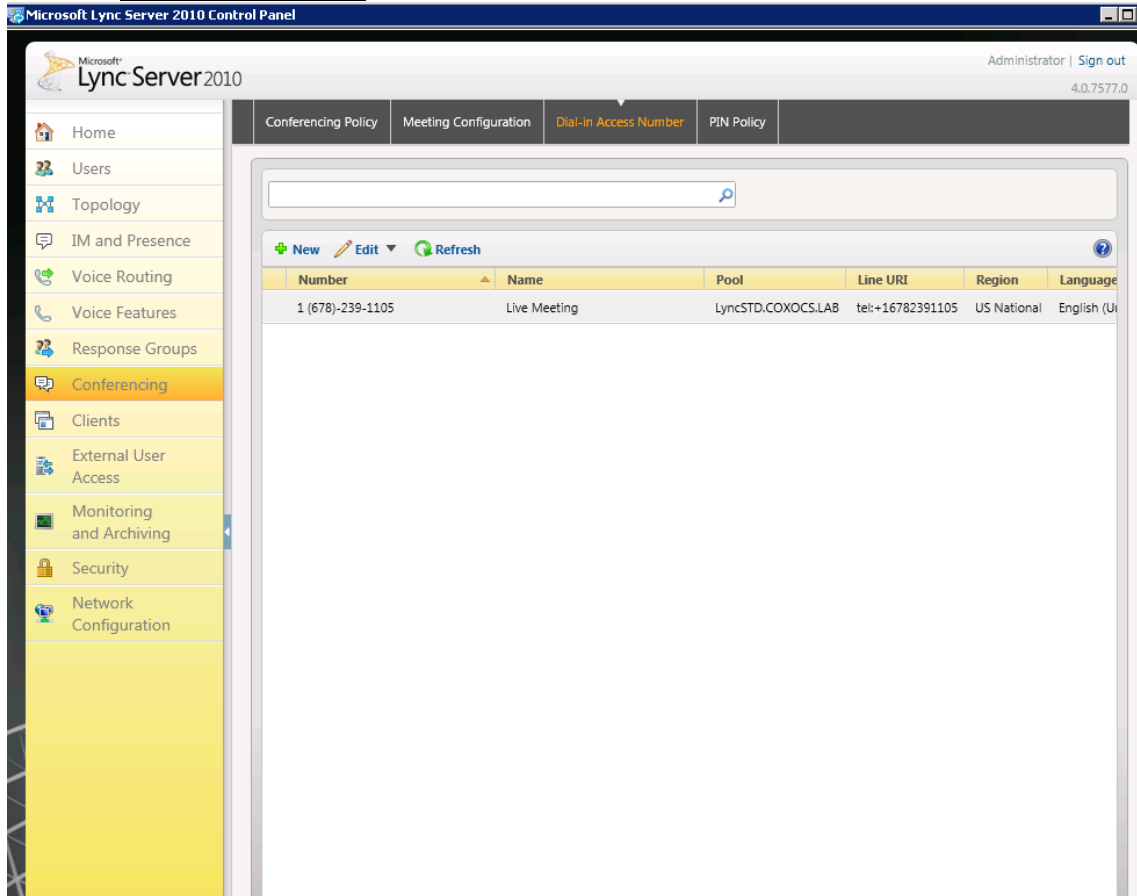 Microsoft Lync Server 2010 Control Panel
Microsoft
Lync Server 2010
Administrator | Sign out
4.0.7577.0
Home
Users
Topology
IM and Presence
Voice Routing
Voice Features
Response Groups
Conferencing
Clients
External User
Access
Monitoring
and Archiving
Security
Network
Configuration
Conferencing Policy Meeting Configuration Dial-in Access Number PIN Policy
New Edit Refresh
Number Name Pool Line URI Region Language
1 (678)-239-1105 Live Meeting LyncSTD.COXOCS.LAB tel:+16782391105 US National English (U